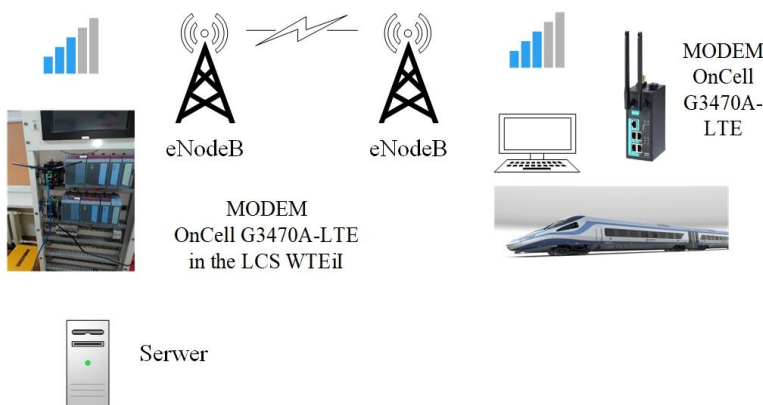 eNodeB
eNodeB
MODEM
OnCell
G3470A-
LTE
MODEM
OnCell G3470A-LTE
in the LCS WTEiI
Serwer